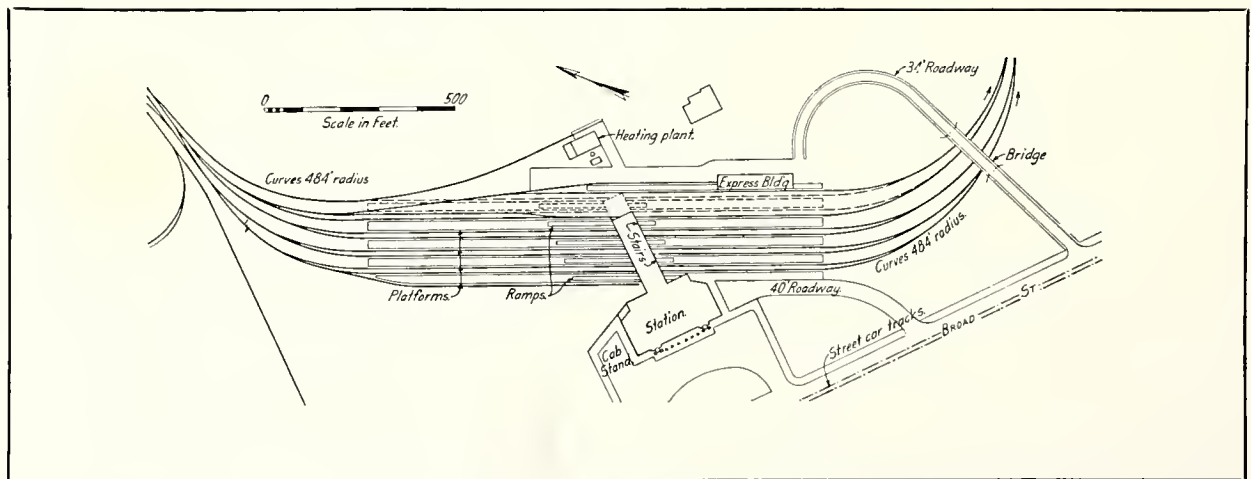 0 500
Scale in Feet.
34' Roadway
Heating plant.
Bridge
Curves 484' radius
Express Bldg
Stairs
Curves 484' radius.
Platforms.
Ramps.
40' Roadway.
Station.
Street car tracks.
BROAD ST.
Cab
Stand.